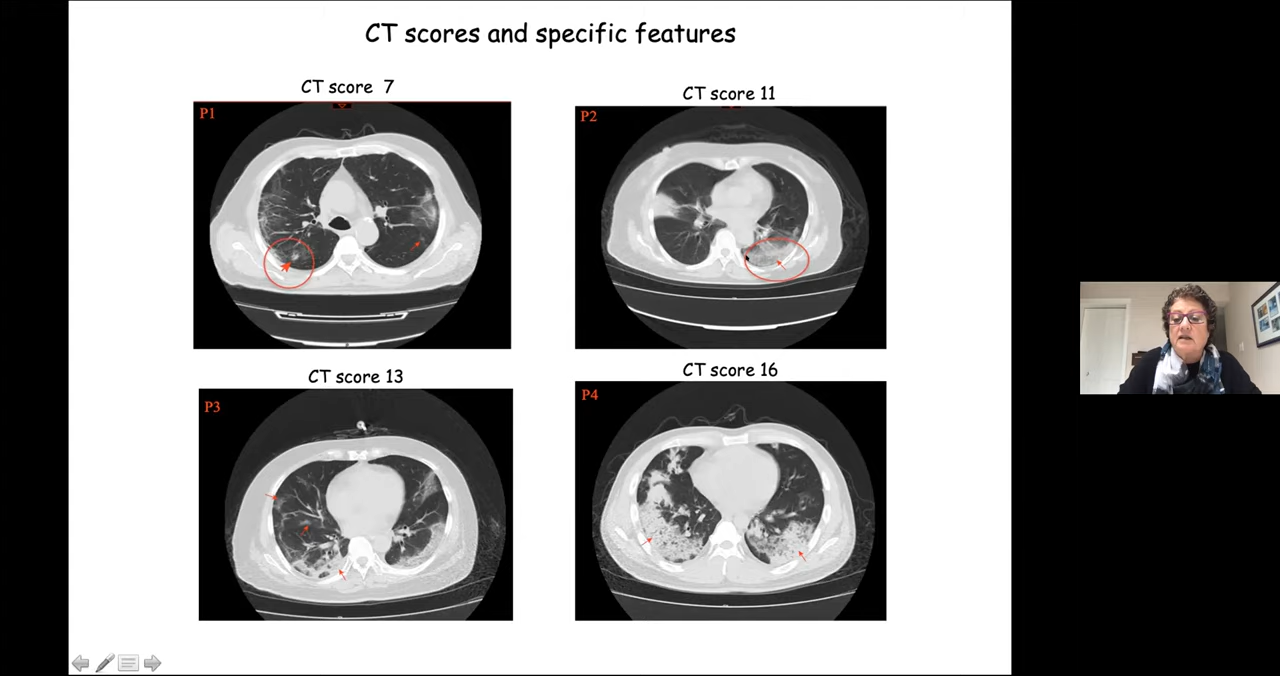 CT scores and specific features
CT score 7
CT score 11
P1
P2
CT score 13
CT score 16
P3
P4